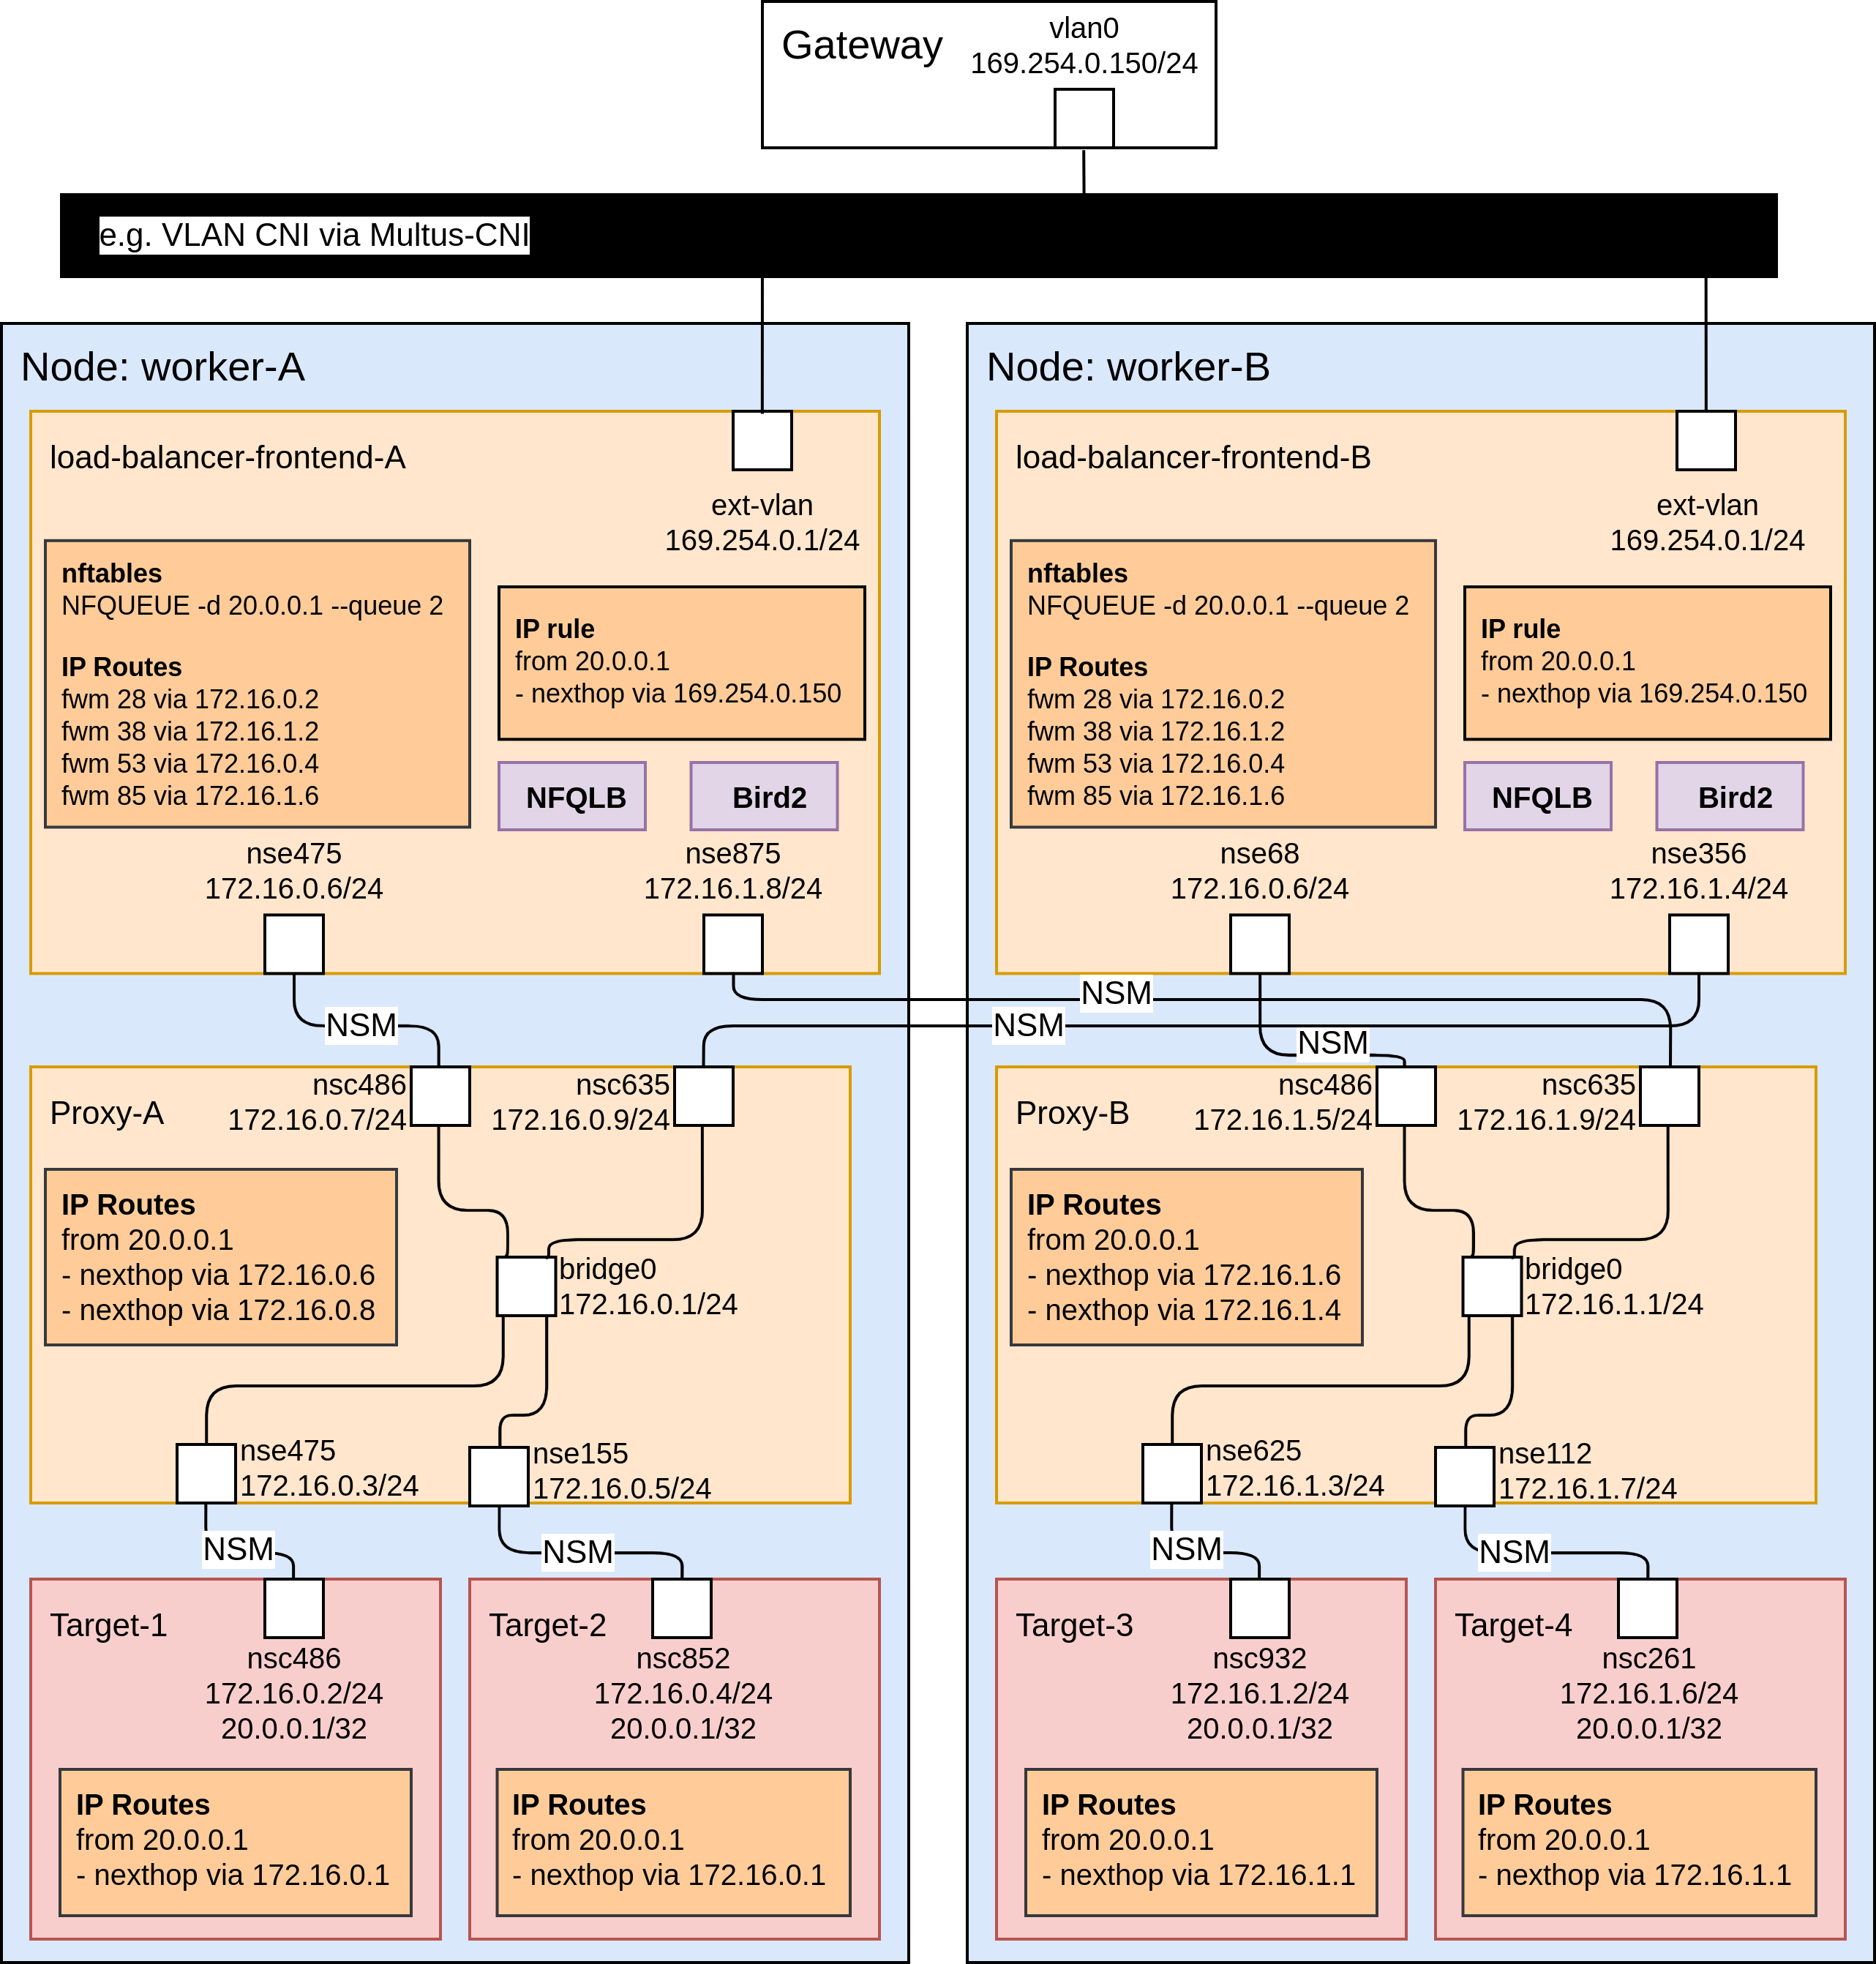 Gateway
vlan0
169.254.0.150/24
e.g. VLAN CNI via Multus-CNI
Node: worker-A
load-balancer-frontend-A
ext-vlan
169.254.0.1/24
nftables
NFQUEUE -d 20.0.0.1 --queue 2
IP Routes
fwm 28 via 172.16.0.2
fwm 38 via 172.16.1.2
fwm 53 via 172.16.0.4
fwm 85 via 172.16.1.6
IP rule
from 20.0.0.1
- nexthop via 169.254.0.150
NFQLB
Bird2
nse475
172.16.0.6/24
nse875
172.16.1.8/24
NSM
Proxy-A
nsc486
172.16.0.7/24
nsc635
172.16.0.9/24
IP Routes
from 20.0.0.1
- nexthop via 172.16.0.6
- nexthop via 172.16.0.8
bridge0
172.16.0.1/24
nse475
172.16.0.3/24
nse155
172.16.0.5/24
NSM
NSM
Target-1
nsc486
172.16.0.2/24
20.0.0.1/32
IP Routes
from 20.0.0.1
- nexthop via 172.16.0.1
Target-2
nsc852
172.16.0.4/24
20.0.0.1/32
IP Routes
from 20.0.0.1
- nexthop via 172.16.0.1
Node: worker-B
load-balancer-frontend-B
ext-vlan
169.254.0.1/24
nftables
NFQUEUE -d 20.0.0.1 --queue 2
IP Routes
fwm 28 via 172.16.0.2
fwm 38 via 172.16.1.2
fwm 53 via 172.16.0.4
fwm 85 via 172.16.1.6
IP rule
from 20.0.0.1
- nexthop via 169.254.0.150
NFQLB
Bird2
nse68
172.16.0.6/24
nse356
172.16.1.4/24
NSM
NSM
NSM
Proxy-B
nsc486
172.16.1.5/24
nsc635
172.16.1.9/24
IP Routes
from 20.0.0.1
- nexthop via 172.16.1.6
- nexthop via 172.16.1.4
bridge0
172.16.1.1/24
nse625
172.16.1.3/24
nse112
172.16.1.7/24
NSM
NSM
Target-3
nsc932
172.16.1.2/24
20.0.0.1/32
IP Routes
from 20.0.0.1
- nexthop via 172.16.1.1
Target-4
nsc261
172.16.1.6/24
20.0.0.1/32
IP Routes
from 20.0.0.1
- nexthop via 172.16.1.1